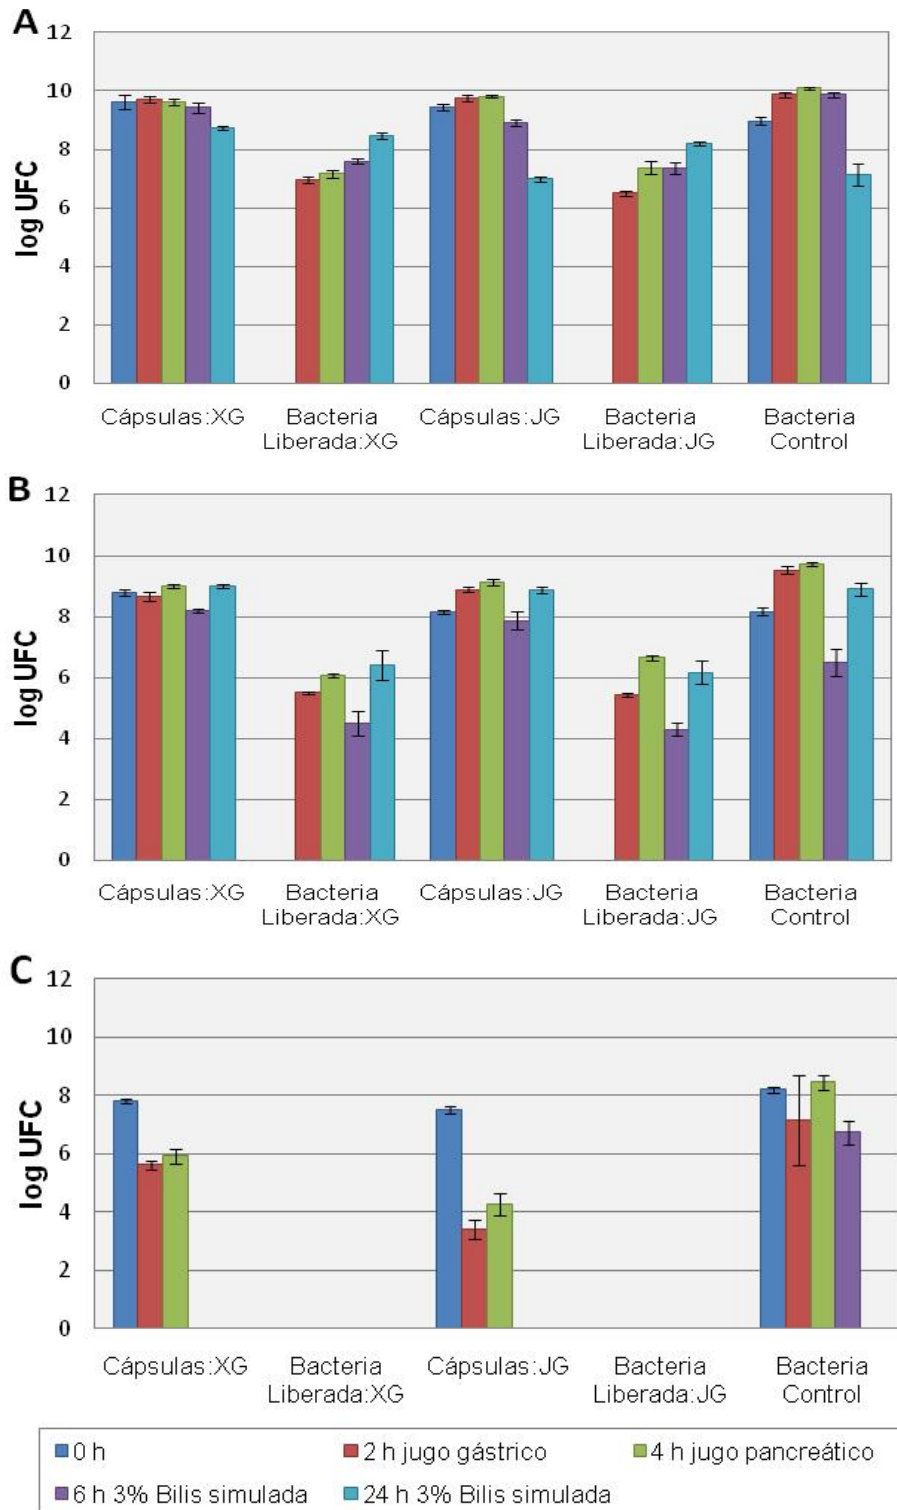 A
12
10
8
6
4
2
0
log UFC
Cápsulas:XG
Bacteria
Liberada:XG
Cápsulas:JG
Bacteria
Liberada:JG
Bacteria
Control
B
12
10
8
6
4
2
0
log UFC
Cápsulas:XG
Bacteria
Liberada:XG
Cápsulas:JG
Bacteria
Liberada:JG
Bacteria
Control
C
12
10
8
6
4
2
0
log UFC
Cápsulas:XG
Bacteria
Liberada:XG
Cápsulas:JG
Bacteria
Liberada:JG
Bacteria
Control
0 h
2 h jugo gástrico
4 h jugo pancreático
6 h 3% Bilis simulada
24 h 3% Bilis simulada